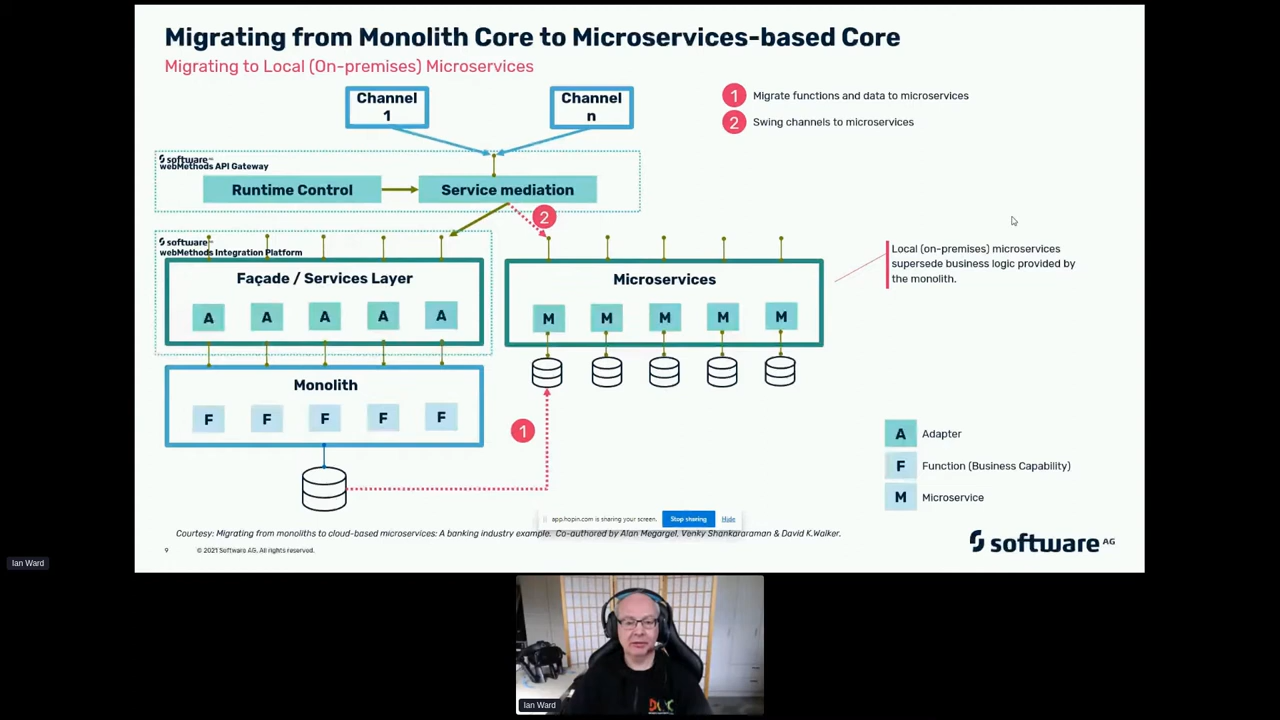 Migrating from Monolith Core to Microservices-based Core
Migrating to Local (On-premises) Microservices
Channel
1
Channel
n
1 Migrate functions and data to microservices
2 Swing channels to microservices
software AG
webMethods API Gateway
Runtime Control
Service mediation
2
software AG
webMethods Integration Platform
Façade / Services Layer
A A A A A
Microservices
M M M M M
Local (on-premises) microservices
supersede business logic provided by
the monolith.
Monolith
F F F F F
1
A Adapter
F Function (Business Capability)
M Microservice
app.hopin.com is sharing your screen. Stop sharing Hide
Courtesy: Migrating from monoliths to cloud-based microservices: A banking industry example. Co-authored by Alan Megargel, Venky Shankararaman & David K.Walker.
9 © 2021 Software AG. All rights reserved.
software AG
Ian Ward
Ian Ward